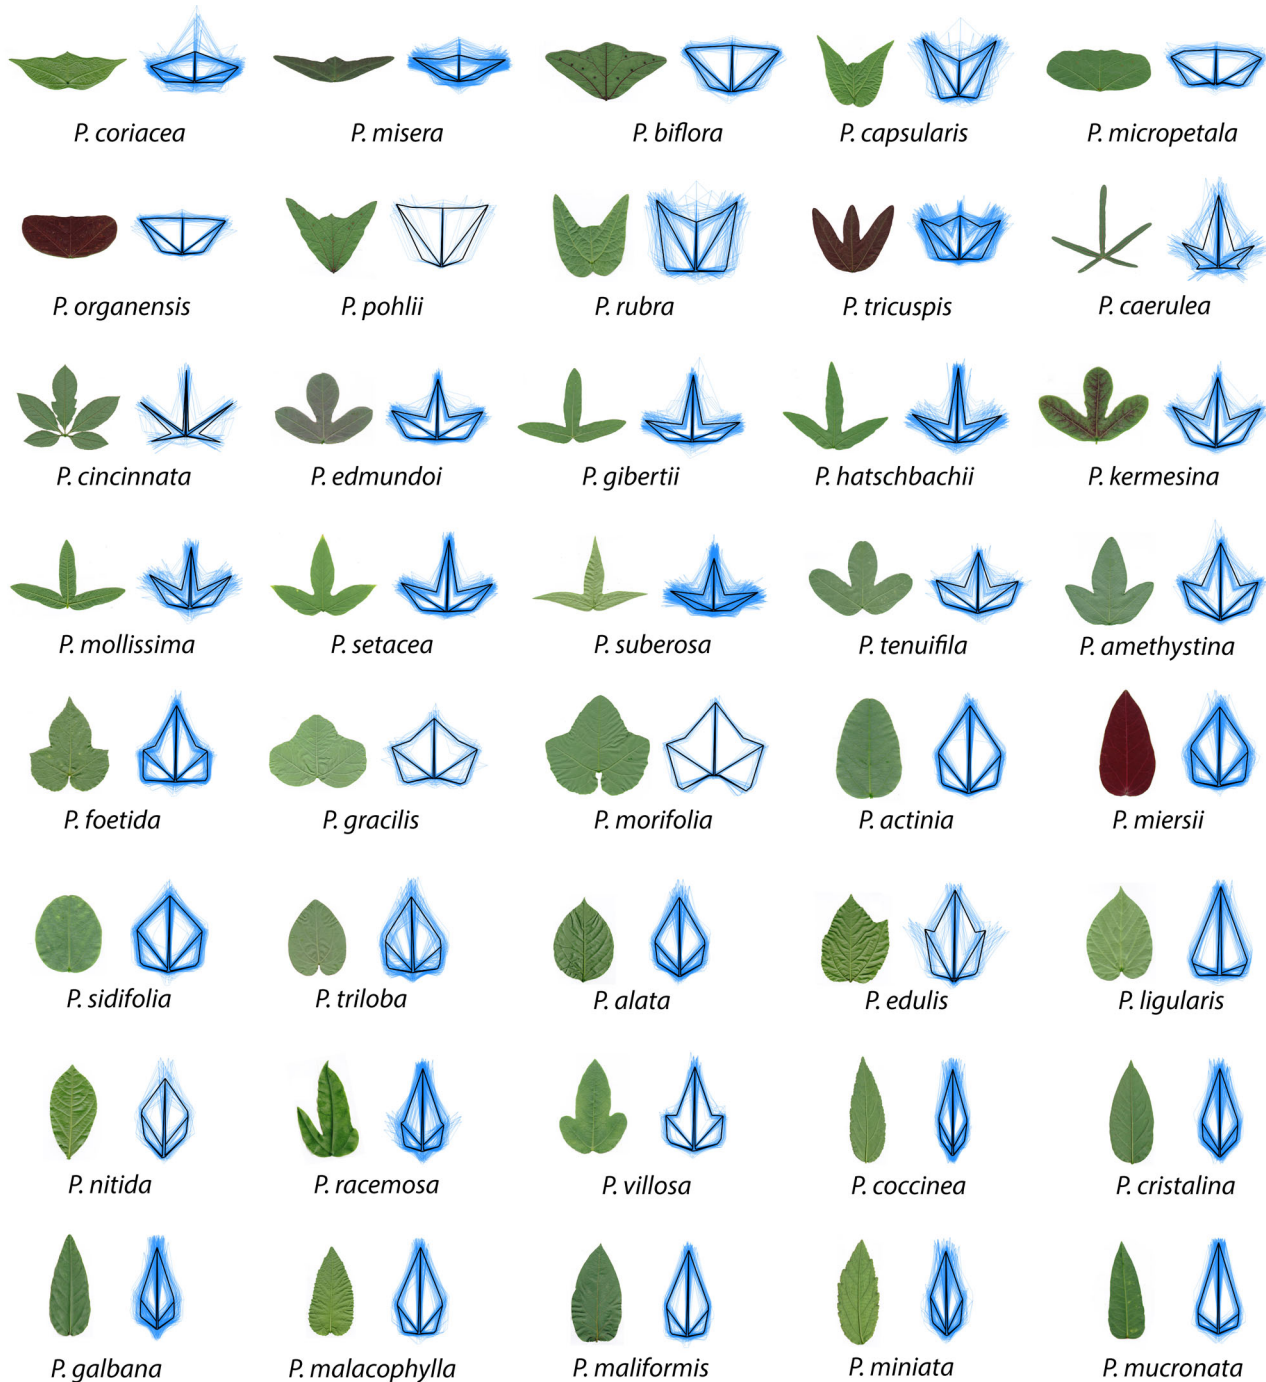 P. coriacea
P. misera
P. biflora
P. capsularis
P. micropetala
P. organensis
P. pohlii
P. rubra
P. tricuspis
P. caerulea
P. cincinnata
P. edmundoi
P. gibertii
P. hatschbachii
P. kermesina
P. mollissima
P. setacea
P. suberosa
P. tenuifila
P. amethystina
P. foetida
P. gracilis
P. morifolia
P. actinia
P. miersii
P. sidifolia
P. triloba
P. alata
P. edulis
P. ligularis
P. nitida
P. racemosa
P. villosa
P. coccinea
P. cristalina
P. galbana
P. malacophylla
P. maliformis
P. miniata
P. mucronata